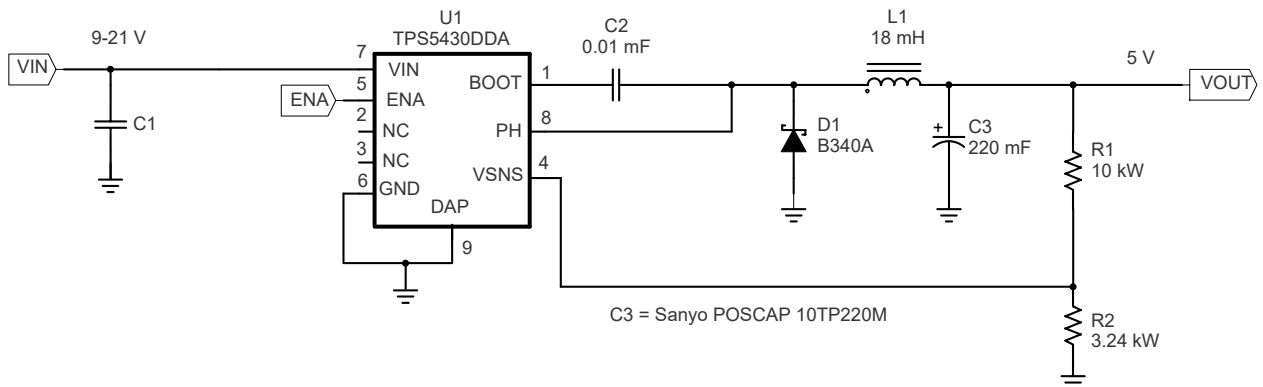 9-21 V
VIN
C1
ENA
U1
TPS5430DDA
7
5
2
3
6
VIN
ENA
NC
NC
GND
BOOT
PH
VSNS
DAP
1
8
4
9
C2
0.01 mF
D1
B340A
L1
18 mH
C3
220 mF
5 V
VOUT
R1
10 kW
R2
3.24 kW
C3 = Sanyo POSCAP 10TP220M
+